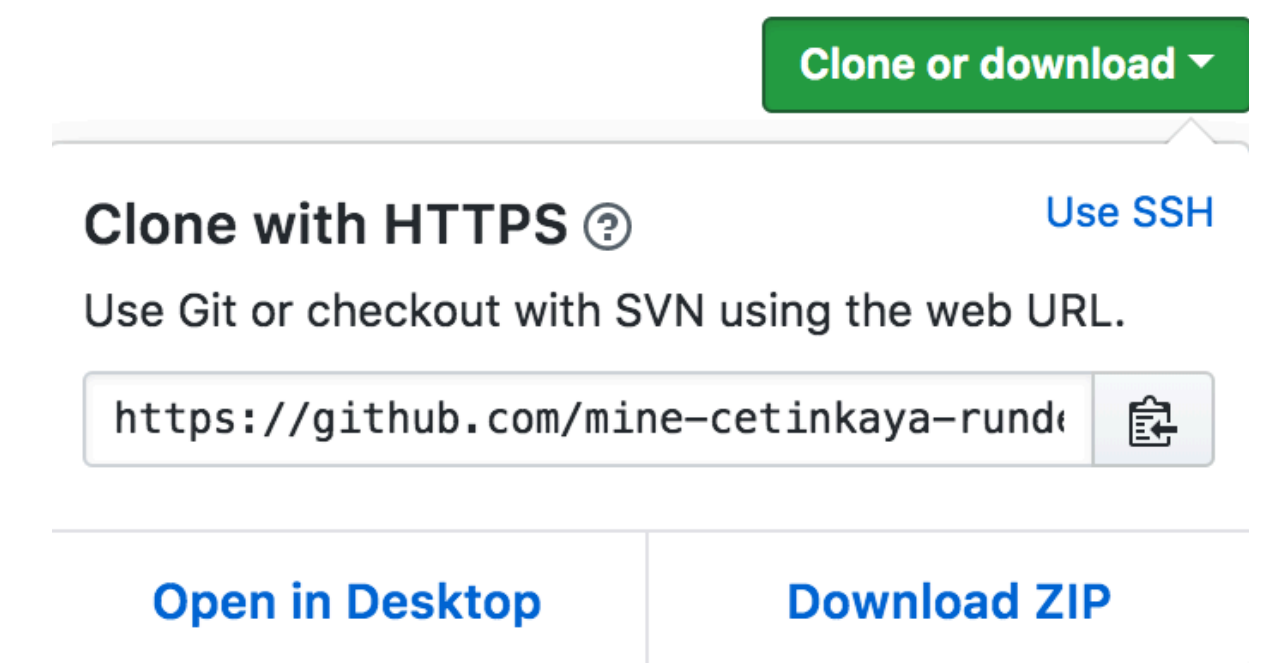 Clone or download
Clone with HTTPS
Use SSH
Use Git or checkout with SVN using the web URL.
https://github.com/mine-cetinkaya-runde
Open in Desktop
Download ZIP